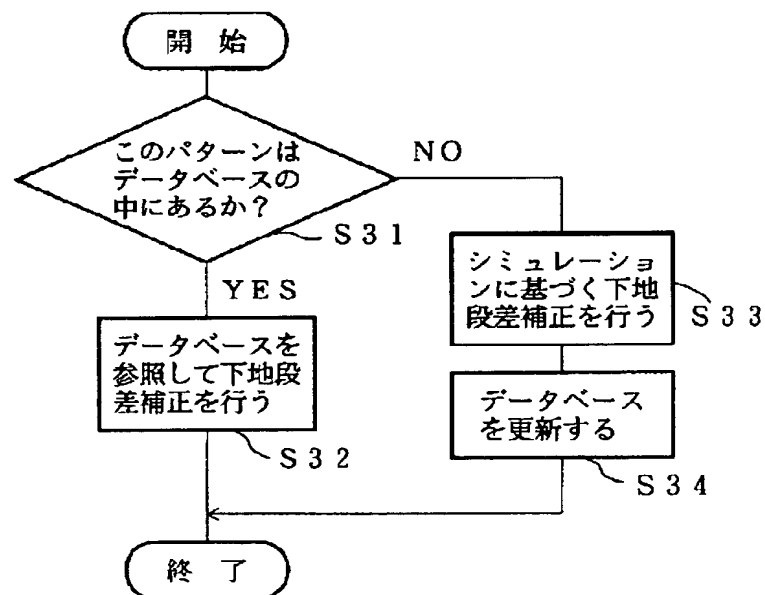 開 始
このパターンは
データベースの
中にあるか?
NO
S31
YES
シミュレーショ
ンに基づく下地
段差補正を行う
S33
データベースを
参照して下地段
差補正を行う
S32
データベース
を更新する
S34
終 了